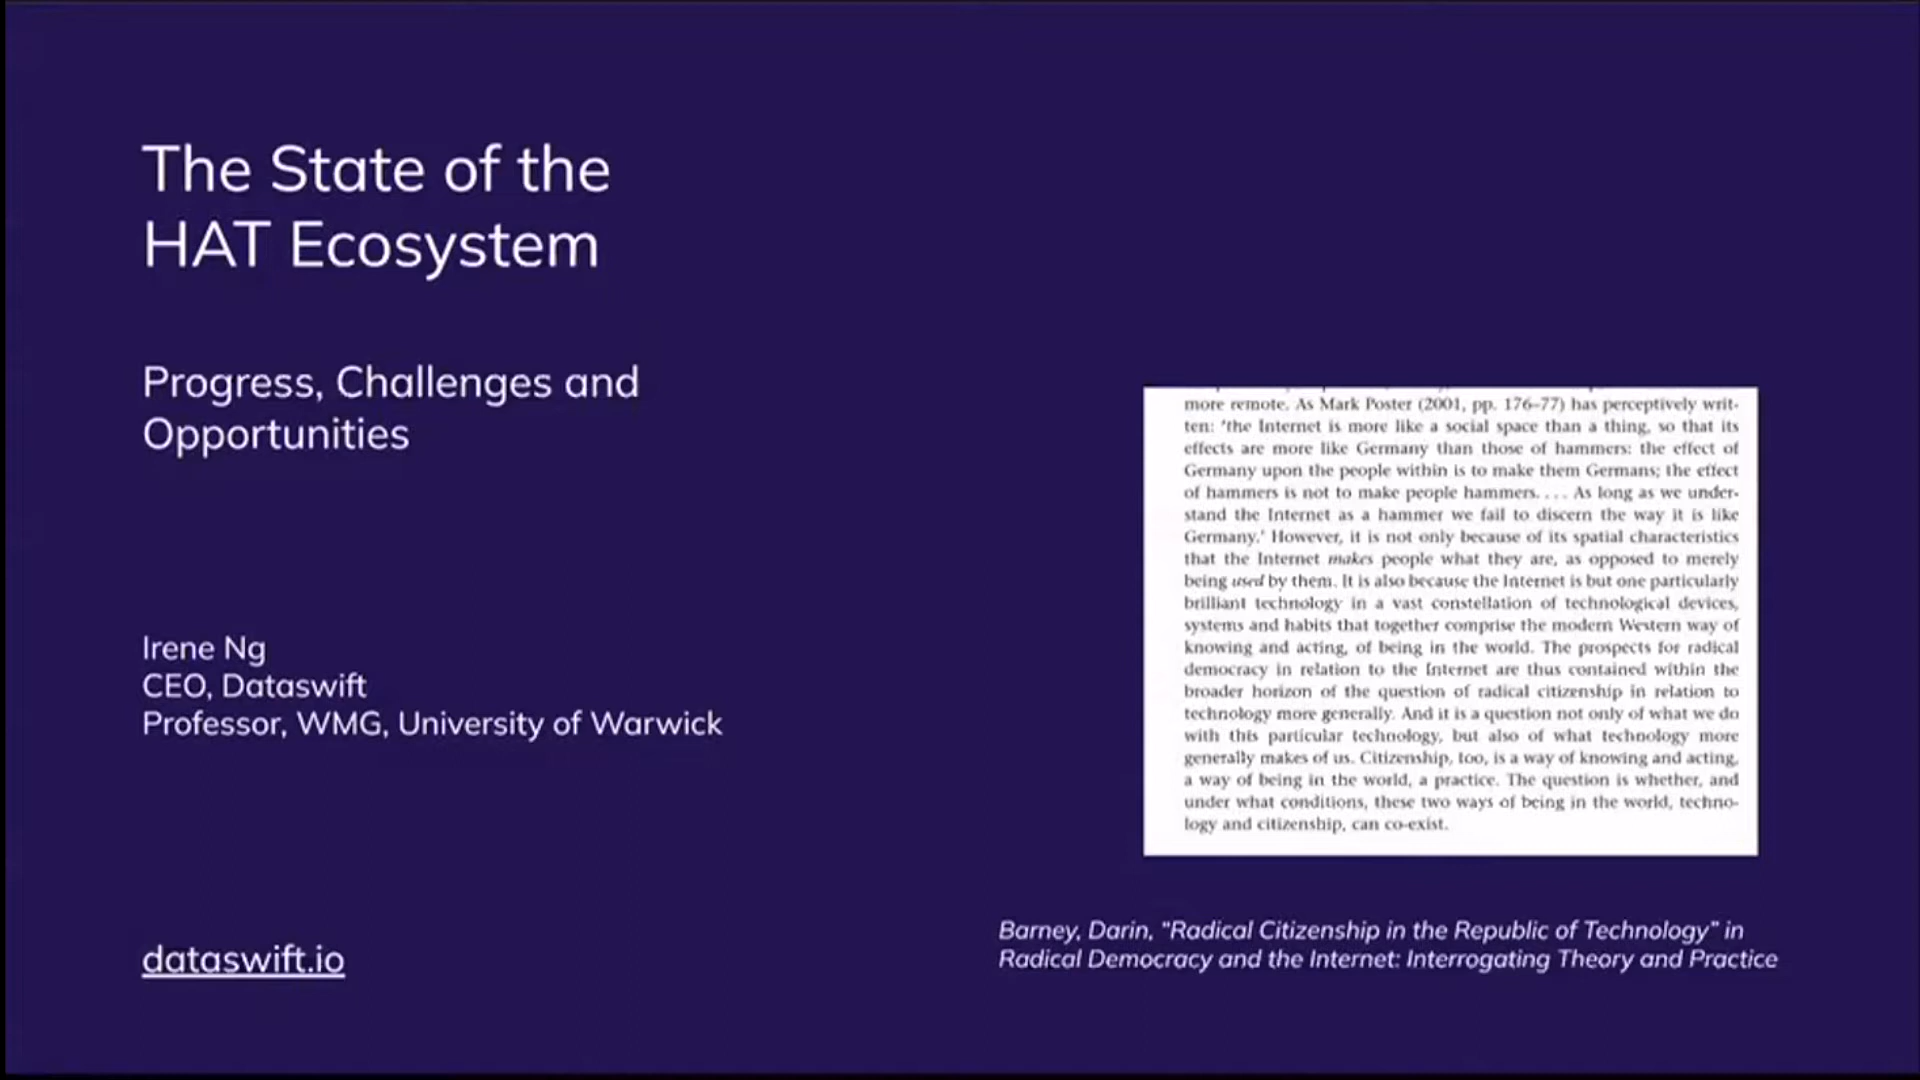 The State of the
HAT Ecosystem
Progress, Challenges and
Opportunities
Irene Ng
CEO, Dataswift
Professor, WMG, University of Warwick
dataswift.io
more remote. As Mark Poster (2001, pp. 176–77) has perceptively writ-
ten: 'the Internet is more like a social space than a thing, so that its
effects are more like Germany than those of hammers: the effect of
Germany upon the people within is to make them Germans; the effect
of hammers is not to make people hammers. . . . As long as we under-
stand the Internet as a hammer we fail to discern the way it is like
Germany.' However, it is not only because of its spatial characteristics
that the Internet makes people what they are, as opposed to merely
being used by them. It is also because the Internet is but one particularly
brilliant technology in a vast constellation of technological devices,
systems and habits that together comprise the modern Western way of
knowing and acting, of being in the world. The prospects for radical
democracy in relation to the Internet are thus contained within the
broader horizon of the question of radical citizenship in relation to
technology more generally. And it is a question not only of what we do
with this particular technology, but also of what technology more
generally makes of us. Citizenship, too, is a way of knowing and acting,
a way of being in the world, a practice. The question is whether, and
under what conditions, these two ways of being in the world, techno-
logy and citizenship, can co-exist.
Barney, Darin, "Radical Citizenship in the Republic of Technology" in
Radical Democracy and the Internet: Interrogating Theory and Practice